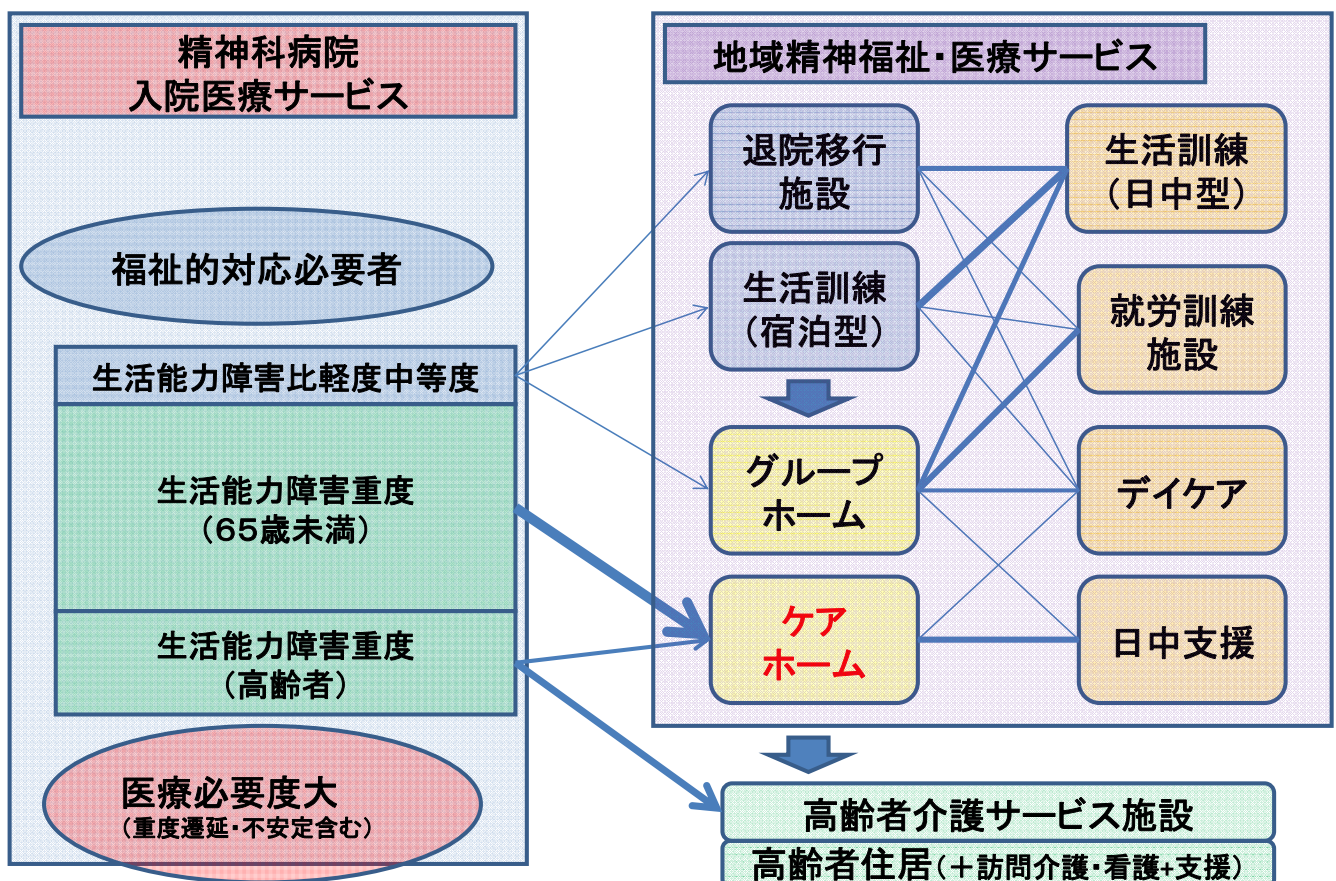 精神科病院
入院医療サービス
福祉的対応必要者
生活能力障害比軽度中等度
生活能力障害重度
（65歳未満）
生活能力障害重度
（高齢者）
医療必要度大
（重度遷延・不安定含む）
地域精神福祉・医療サービス
退院移行
施設
生活訓練
（宿泊型）
グループ
ホーム
ケア
ホーム
生活訓練
（日中型）
就労訓練
施設
デイケア
日中支援
高齢者介護サービス施設
高齢者住居（＋訪問介護・看護+支援）